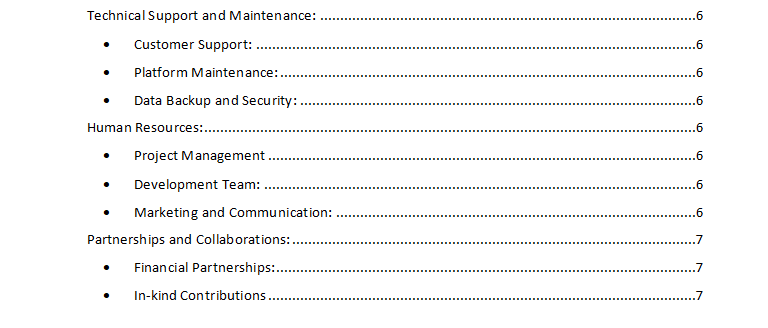 Technical Support and Maintenance: ........................................................................................6
• Customer Support: ........................................................................................................6
• Platform Maintenance:..................................................................................................6
• Data Backup and Security: .............................................................................................6
Human Resources:.....................................................................................................................6
• Project Management .....................................................................................................6
• Development Team: ......................................................................................................6
• Marketing and Communication: .....................................................................................6
Partnerships and Collaborations:................................................................................................7
• Financial Partnerships:...................................................................................................7
• In-kind Contributions.....................................................................................................7